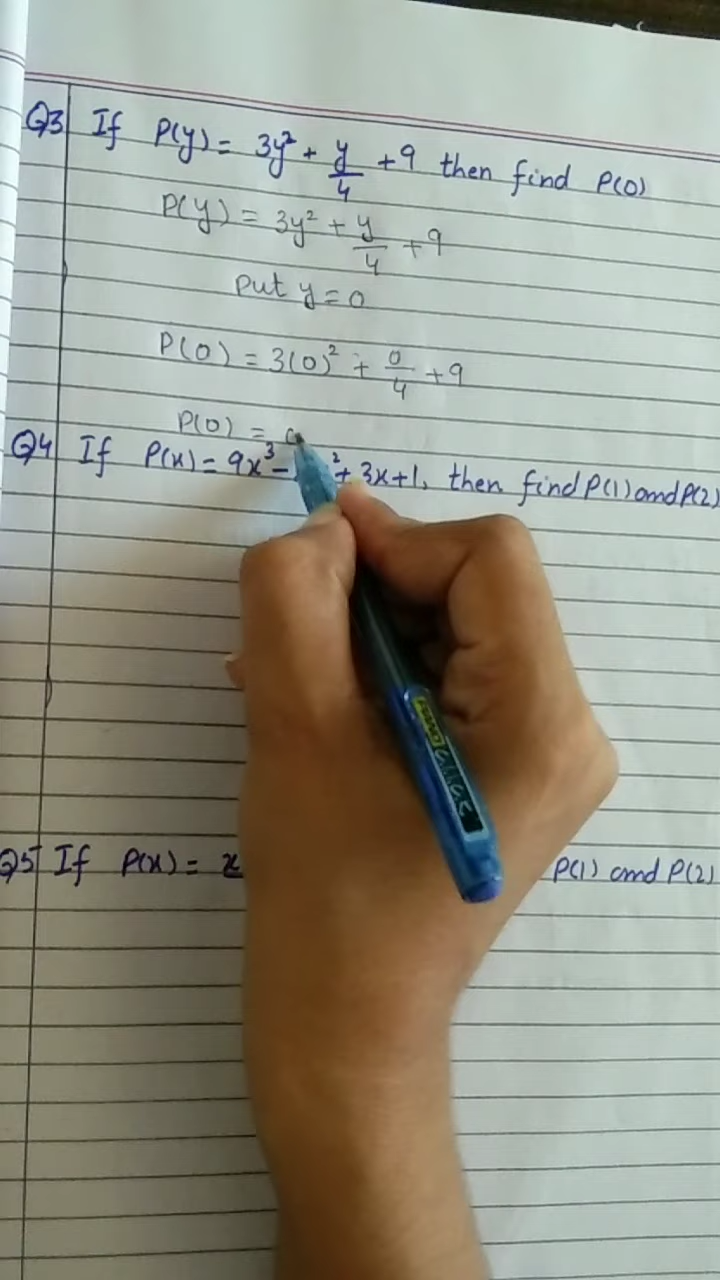 Q3 If P(y) = 3y² + y/4 + 9 then find P(0)
P(y) = 3y² + y/4 + 9
Put y = 0
P(0) = 3(0)² + 0/4 + 9
P(0) =
Q4 If P(x) = 9x³ - ² + 3x + 1, then find P(1) and P(2)
Q5 If P(x) = x P(1) and P(2)